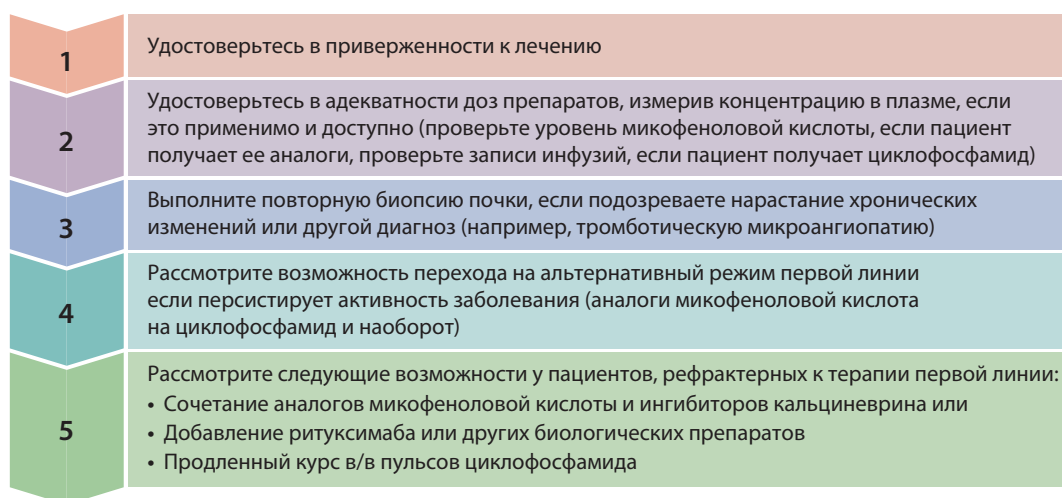 1
Удостоверьтесь в приверженности к лечению
2
Удостоверьтесь в адекватности доз препаратов, измерив концентрацию в плазме, если
это применимо и доступно (проверьте уровень микофеноловой кислоты, если пациент
получает ее аналоги, проверьте записи инфузий, если пациент получает циклофосфамид)
3
Выполните повторную биопсию почки, если подозреваете нарастание хронических
изменений или другой диагноз (например, тромботическую микроангиопатию)
4
Рассмотрите возможность перехода на альтернативный режим первой линии
если персистирует активность заболевания (аналоги микофеноловой кислота
на циклофосфамид и наоборот)
5
Рассмотрите следующие возможности у пациентов, рефрактерных к терапии первой линии:
• Сочетание аналогов микофеноловой кислоты и ингибиторов кальциневрина или
• Добавление ритуксимаба или других биологических препаратов
• Продленный курс в/в пульсов циклофосфамида